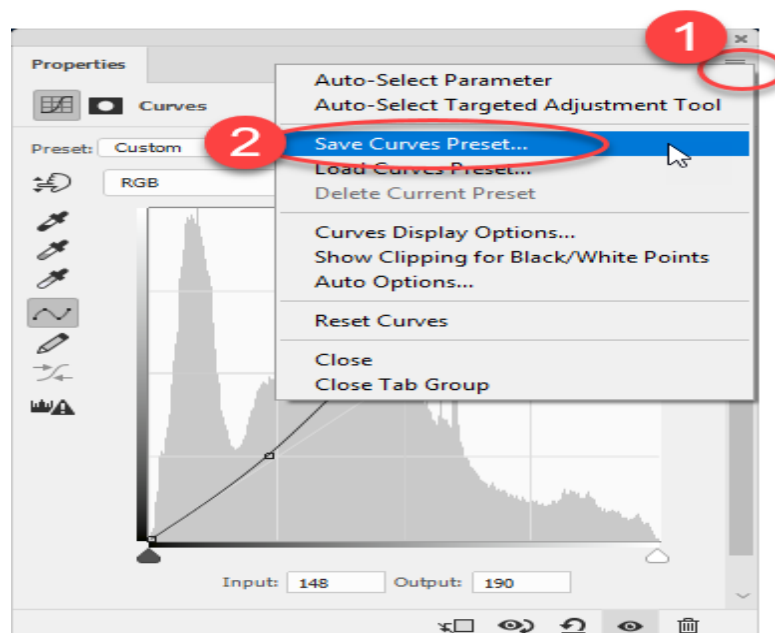 1
Properties
Auto-Select Parameter
Curves
Auto-Select Targeted Adjustment Tool
Preset: Custom
2
Save Curves Preset...
Load Curves Preset...
RGB
Delete Current Preset
Curves Display Options...
Show Clipping for Black/White Points
Auto Options...
Reset Curves
Close
Close Tab Group
Input: 148 Output: 190